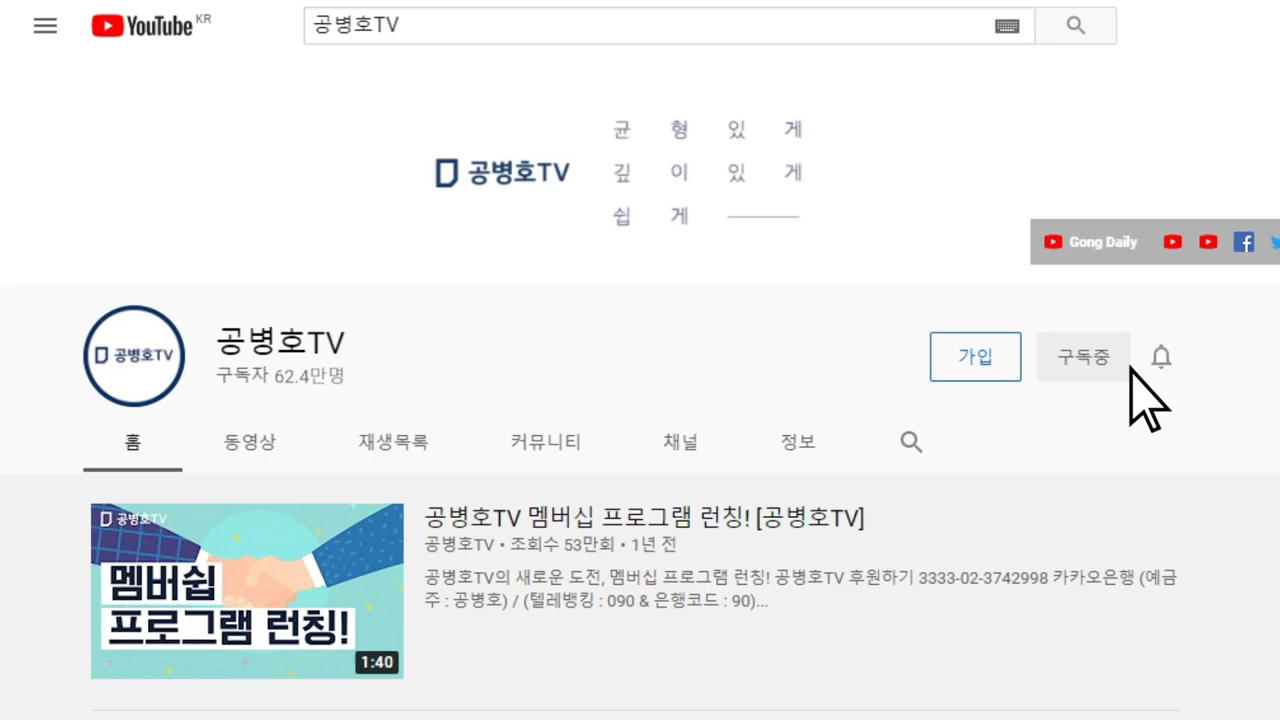 YouTube KR
공병호TV
균형있게
공병호TV
깊이있게
쉽게
Gong Daily
공병호TV
공병호TV
구독자 62.4만명
가입
구독중
홈
동영상
재생목록
커뮤니티
채널
정보
공병호TV
멤버쉽
프로그램 런칭!
1:40
공병호TV 멤버십 프로그램 런칭! [공병호TV]
공병호TV • 조회수 53만회 • 1년 전
공병호TV의 새로운 도전, 멤버십 프로그램 런칭! 공병호TV 후원하기 3333-02-3742998 카카오은행 (예금
주 : 공병호) / (텔레뱅킹 : 090 & 은행코드 : 90)...